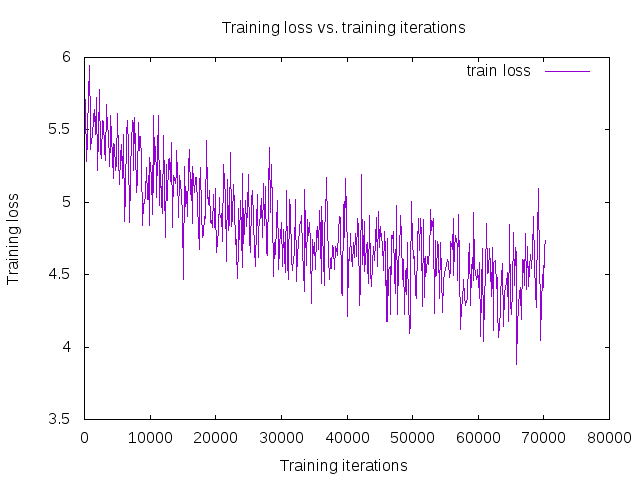 Training loss vs. training iterations
train loss
6
5.5
5
4.5
4
3.5
Training loss
0 10000 20000 30000 40000 50000 60000 70000 80000
Training iterations